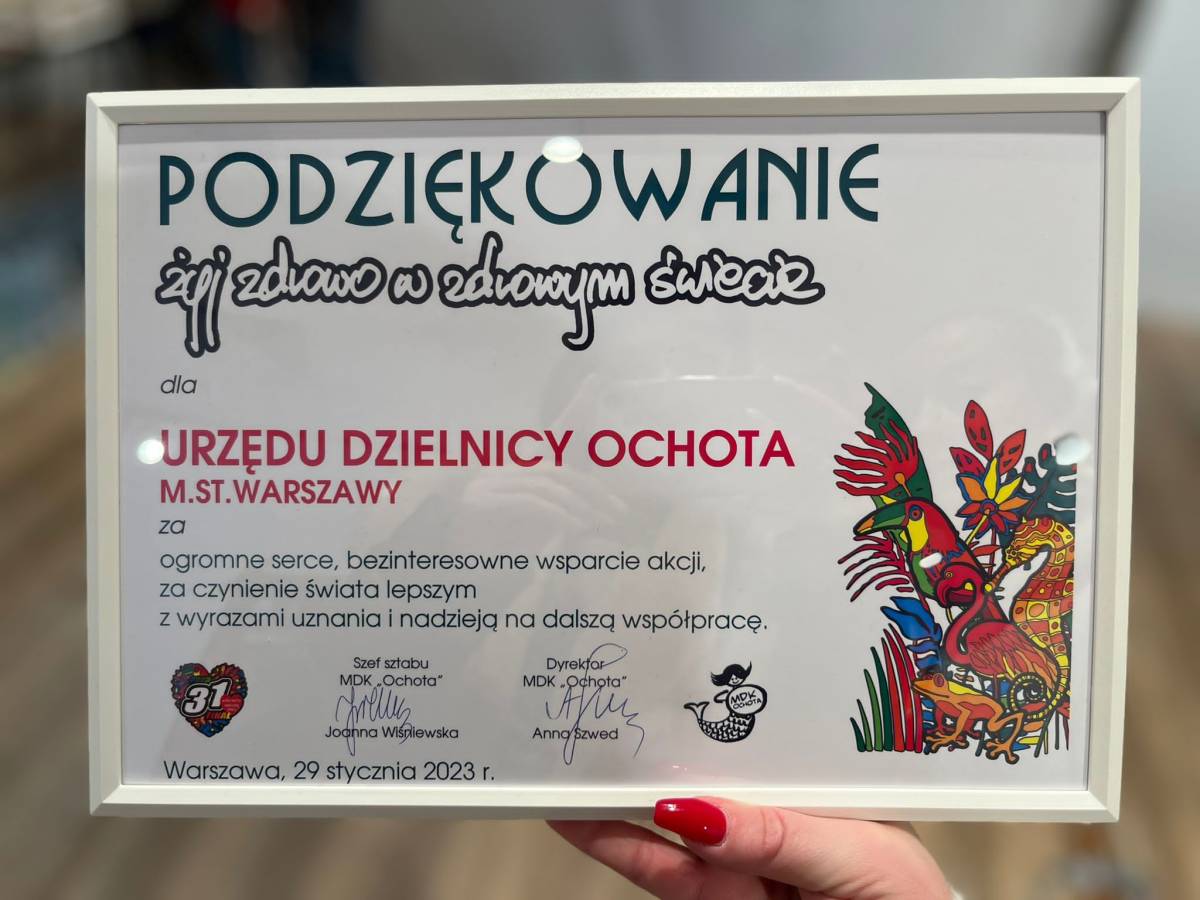 PODZIĘKOWANIE
żyj zdrowo w zdrowym świecie
dla
URZĘDU DZIELNICY OCHOTA
M.ST.WARSZAWY
za
ogromne serce, bezinteresowne wsparcie akcji,
za czynienie świata lepszym
z wyrazami uznania i nadzieją na dalszą współpracę.
31
FINAŁ
Szef sztabu
MDK „Ochota”
Joanna Wiśniewska
Dyrektor
MDK „Ochota”
Anna Szwed
MDK
OCHOTA
Warszawa, 29 stycznia 2023 r.